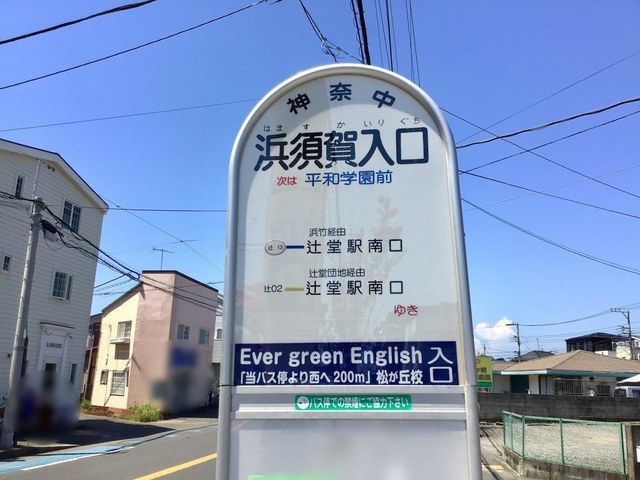 神奈中
はますかいりぐち
浜須賀入口
次は 平和学園前
浜竹経由
辻13 辻堂駅南口
辻堂団地経由
辻02 辻堂駅南口
ゆき
Ever green English 入口
「当バス停より西へ200m」松が丘校
バス停での禁煙にご協力下さい